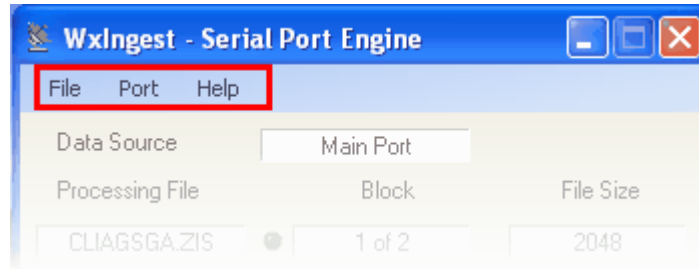 WxIngest - Serial Port Engine
File Port Help
Data Source Main Port
Processing File Block File Size
CLIAGSGA.ZIS 1 of 2 2048